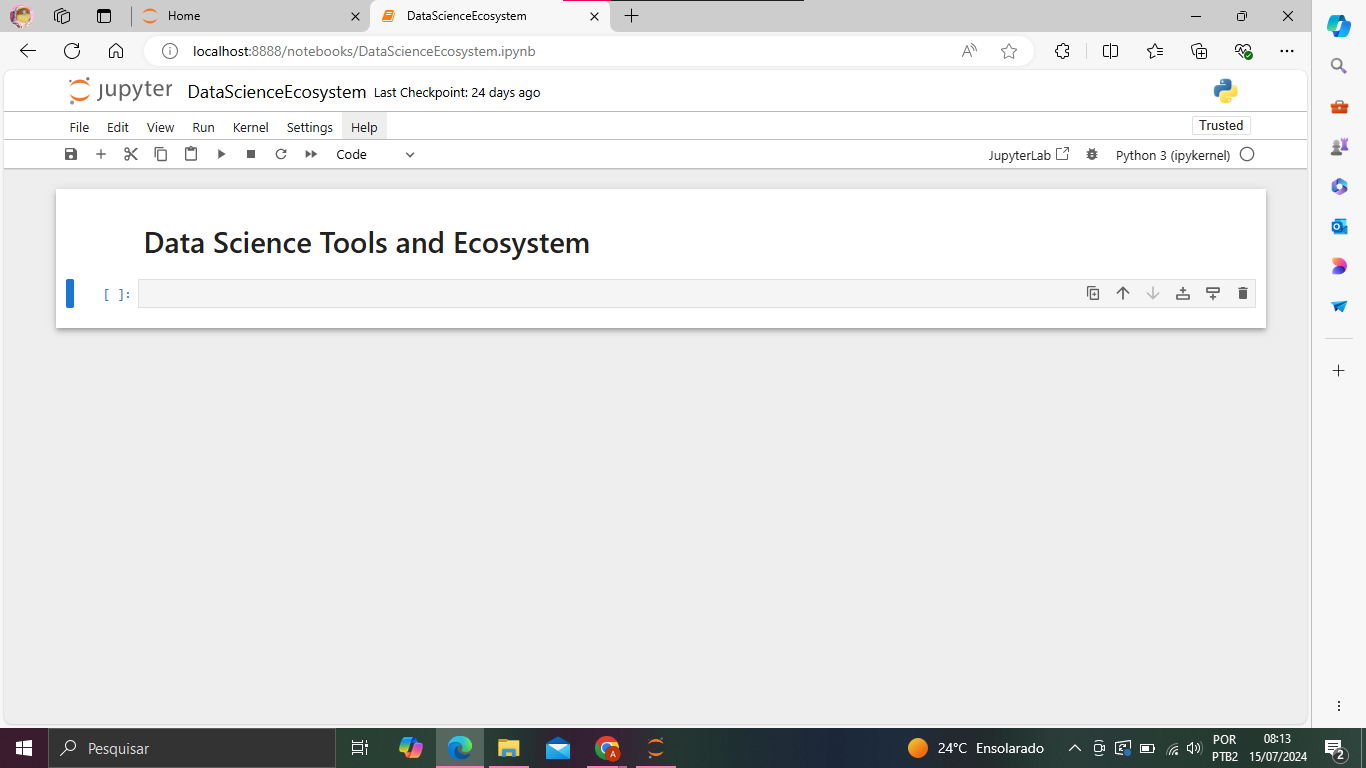 Home
DataScienceEcosystem
localhost:8888/notebooks/DataScienceEcosystem.ipynb
jupyter DataScienceEcosystem Last Checkpoint: 24 days ago
File Edit View Run Kernel Settings Help
Trusted
Code
JupyterLab
Python 3 (ipykernel)
Data Science Tools and Ecosystem
[ ]:
Pesquisar
A
24°C Ensolarado
POR
PTB2
08:13
15/07/2024
2